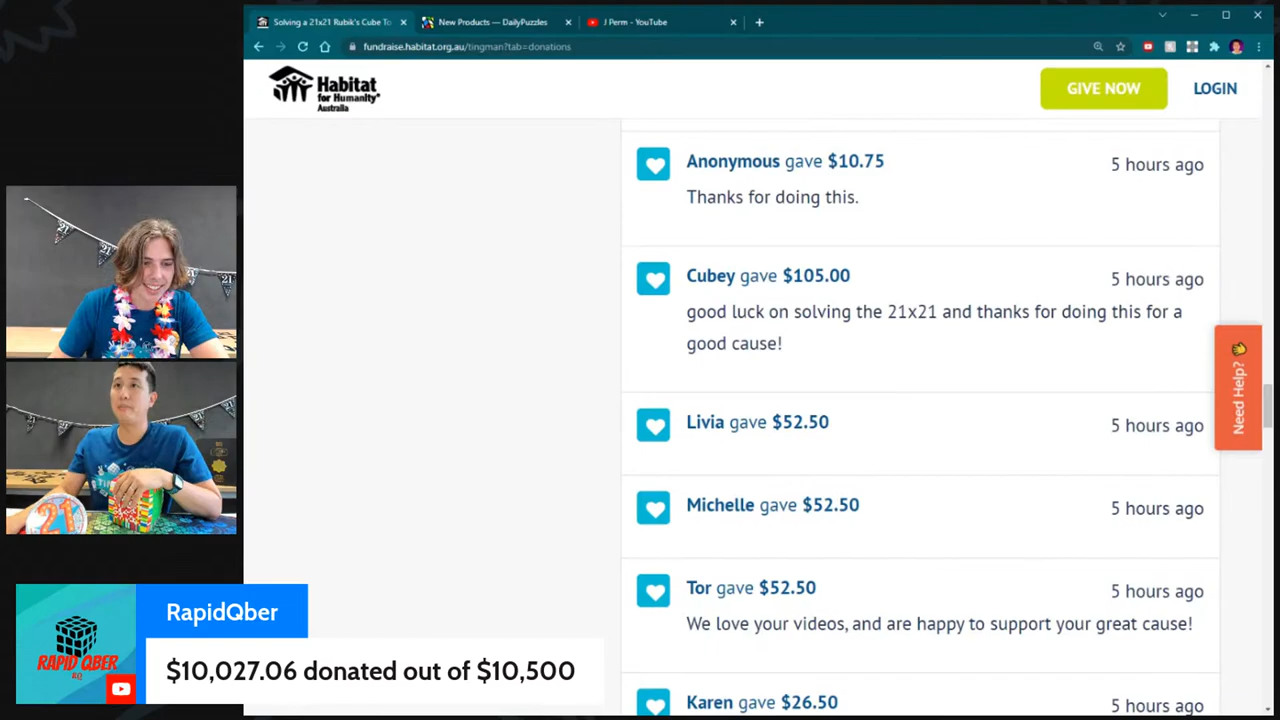 Solving a 21x21 Rubik's Cube To
New Products — DailyPuzzles
J Perm - YouTube
fundraise.habitat.org.au/tingman?tab=donations
Habitat
for Humanity®
Australia
GIVE NOW
LOGIN
Anonymous gave $10.75
5 hours ago
Thanks for doing this.
Cubey gave $105.00
5 hours ago
good luck on solving the 21x21 and thanks for doing this for a
good cause!
Livia gave $52.50
5 hours ago
Michelle gave $52.50
5 hours ago
Tor gave $52.50
5 hours ago
We love your videos, and are happy to support your great cause!
Karen gave $26.50
5 hours ago
Need Help?
21
21
21
21
RAPID QBER
RQ
RapidQber
$10,027.06 donated out of $10,500